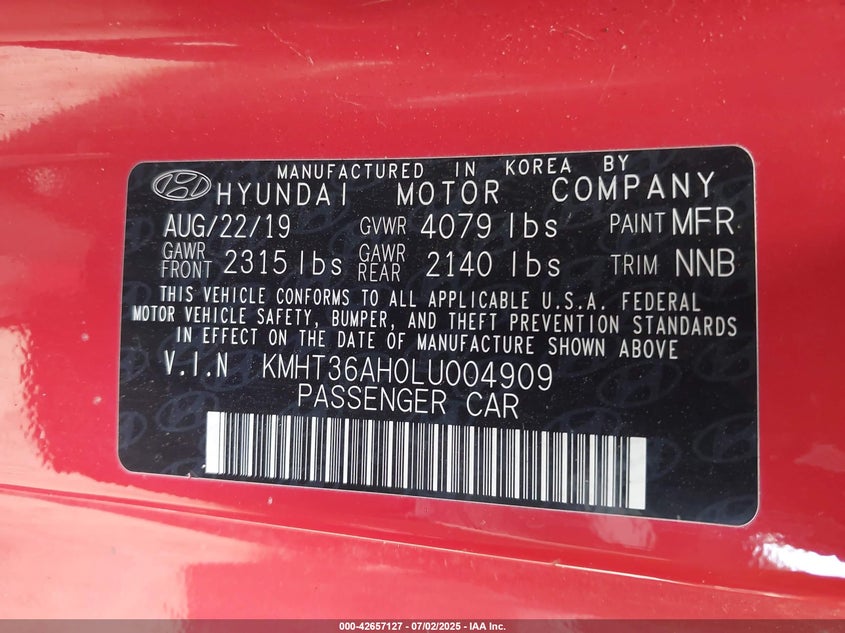 MANUFACTURED IN KOREA BY
HYUNDAI MOTOR COMPANY
AUG/22/19 GVWR 4079 lbs PAINT MFR
GAWR FRONT 2315 lbs GAWR REAR 2140 lbs TRIM NNB
THIS VEHICLE CONFORMS TO ALL APPLICABLE U.S.A. FEDERAL
MOTOR VEHICLE SAFETY, BUMPER, AND THEFT PREVENTION STANDARDS
IN EFFECT ON THE DATE OF MANUFACTURE SHOWN ABOVE
V.I.N KMHT36AH0LU004909
PASSENGER CAR
000-42657127 - 07/02/2025 - IAA Inc.